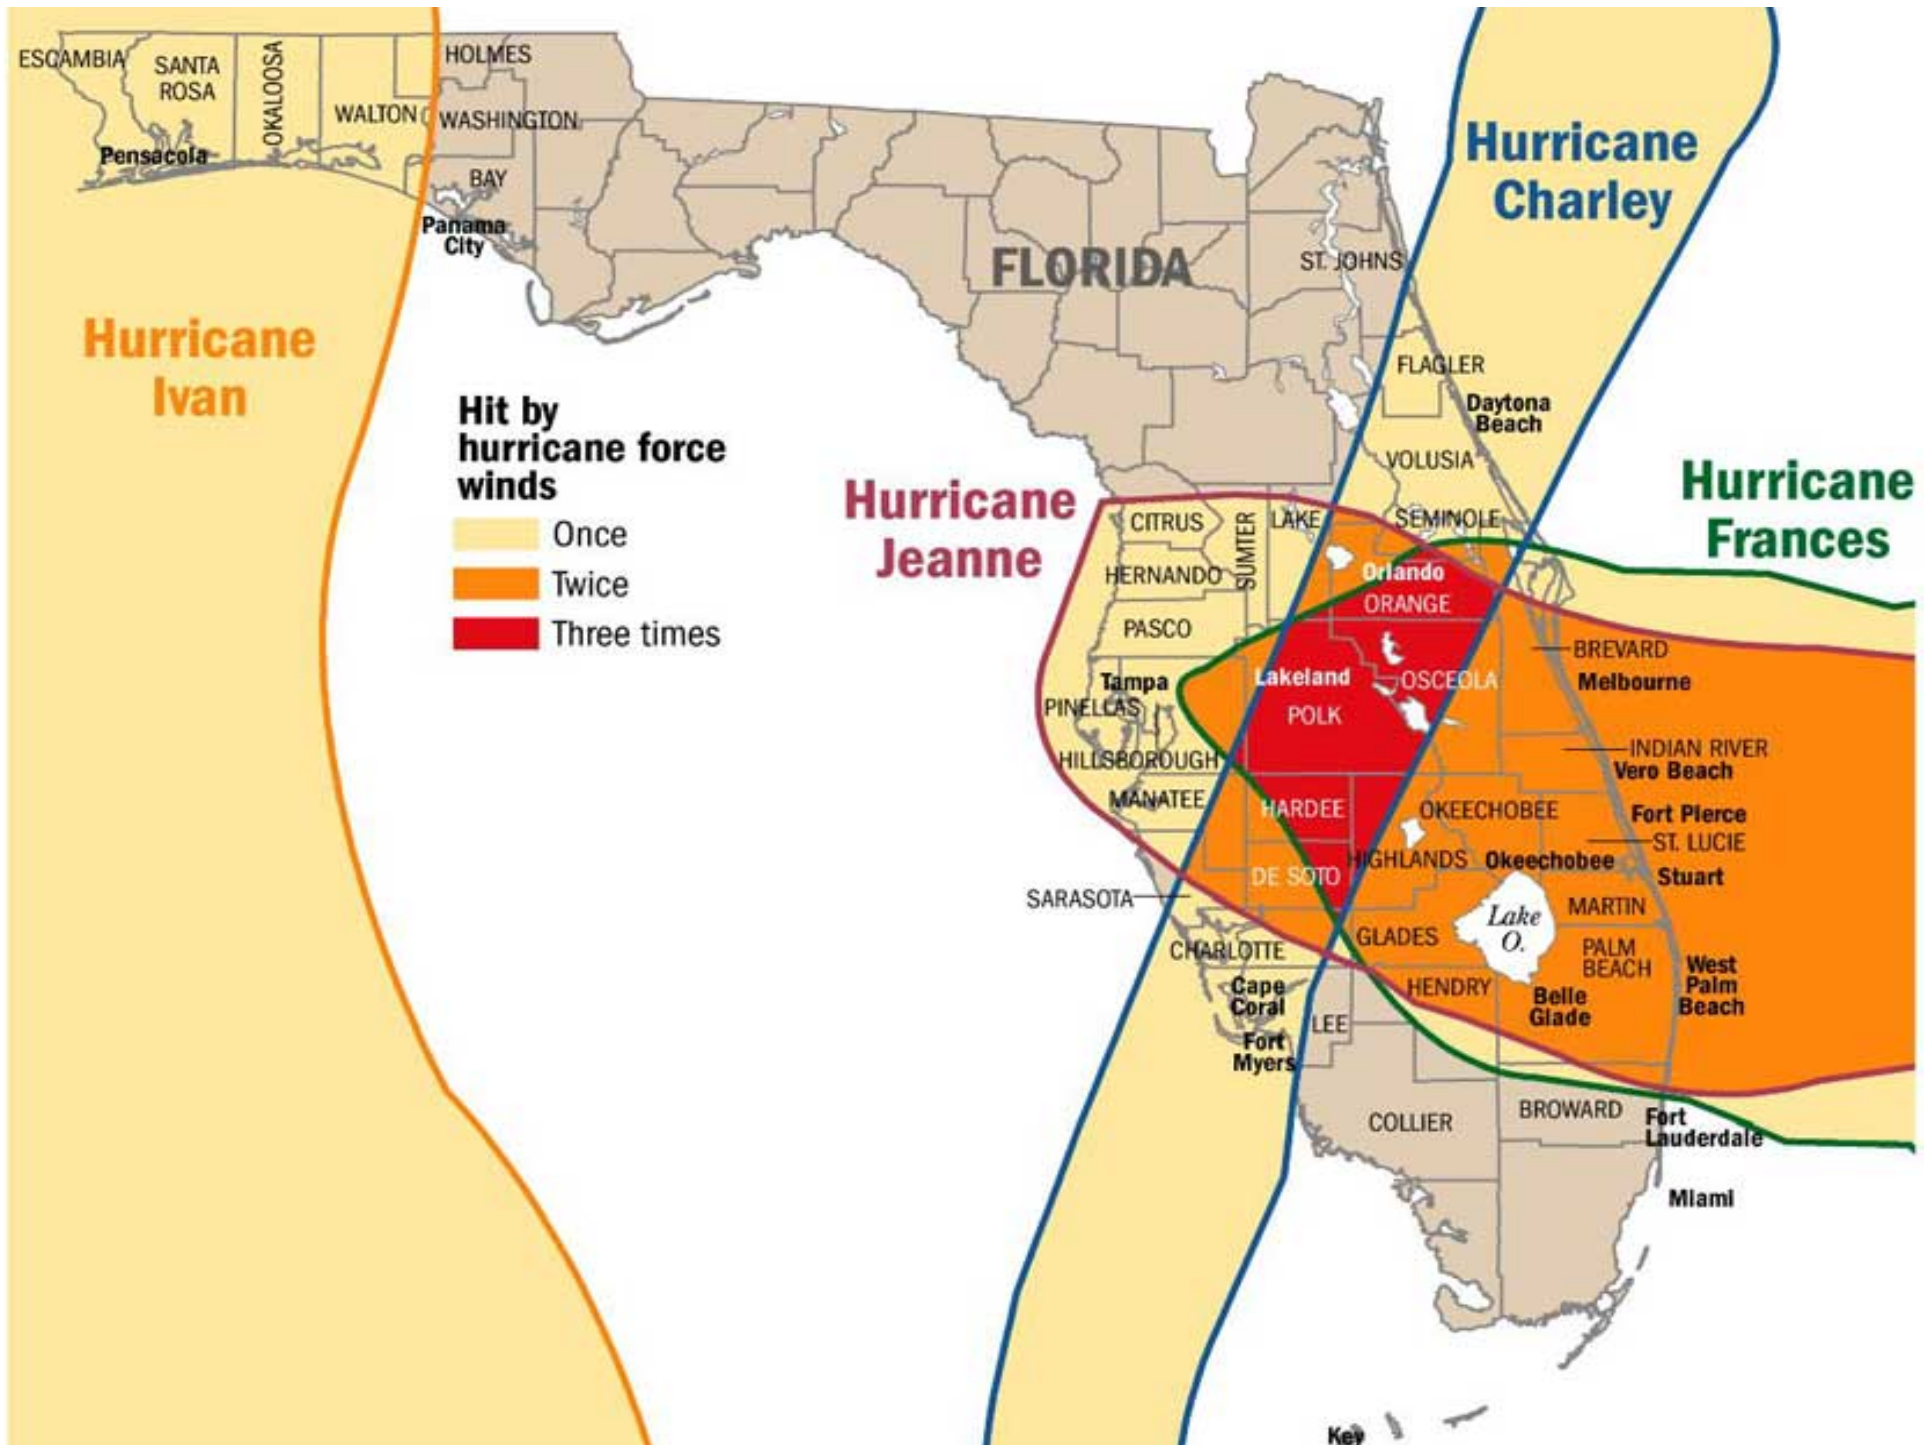 ESCAMBIA
SANTA
ROSA
OKALOOSA
WALTON
HOLMES
WASHINGTON
BAY
Pensacola
Panama
City
Hurricane
Ivan
Hit by
hurricane force
winds
Once
Twice
Three times
FLORIDA
Hurricane
Charley
ST. JOHNS
FLAGLER
Daytona
Beach
VOLUSIA
Hurricane
Jeanne
Hurricane
Frances
CITRUS
SUMTER
LAKE
SEMINOLE
HERNANDO
Orlando
ORANGE
PASCO
BREVARD
Tampa
Lakeland
OSCEOLA
Melbourne
PINELLAS
POLK
HILLSBOROUGH
INDIAN RIVER
Vero Beach
MANATEE
HARDEE
OKEECHOBEE
Fort Pierce
ST. LUCIE
HIGHLANDS
Okeechobee
DE SOTO
Stuart
SARASOTA
Lake
O.
MARTIN
GLADES
CHARLOTTE
PALM
BEACH
West
Palm
Beach
Cape
Coral
HENDRY
Belle
Glade
LEE
Fort
Myers
COLLIER
BROWARD
Fort
Lauderdale
Miami
Key